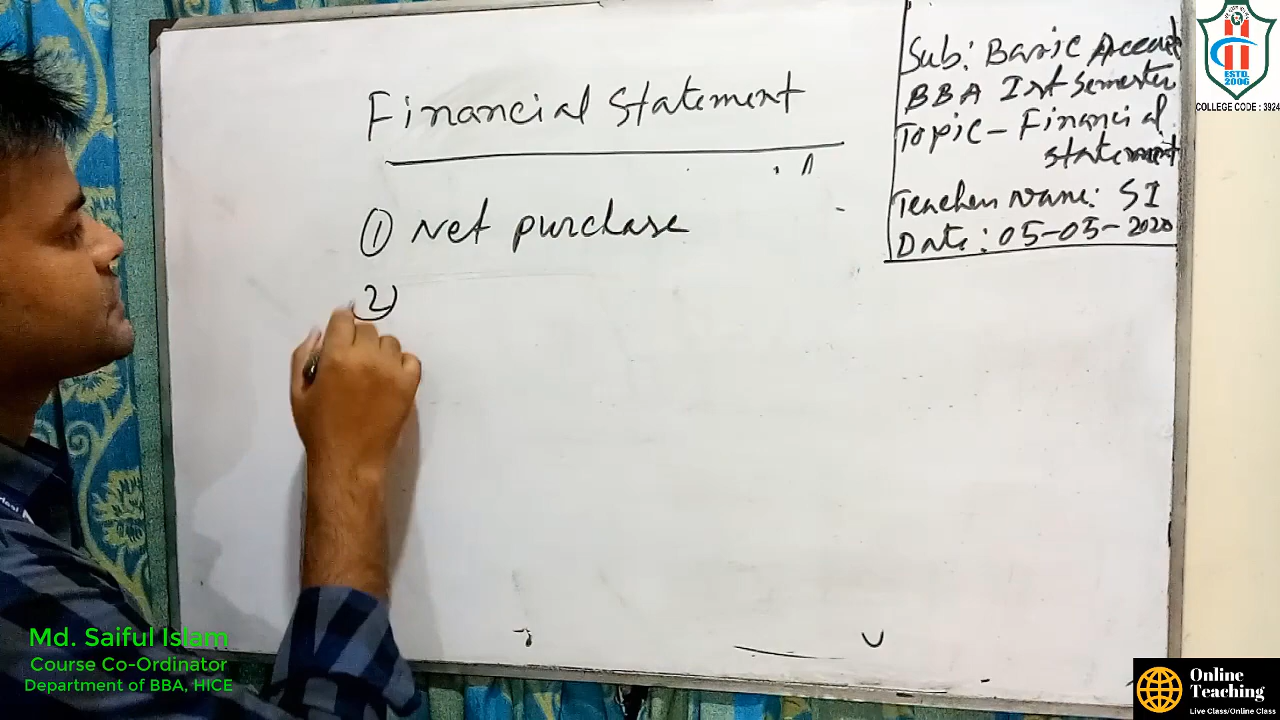 Financial Statement
① Net purchase
2
Sub: Basic Account
BBA Ist Semester
Topic - Financial
statement
Teacher Name: SI
Date: 05-05-2020
ESTD.
2006
COLLEGE CODE : 3924
Md. Saiful Islam
Course Co-Ordinator
Department of BBA, HICE
Online
Teaching
Live Class/Online Class